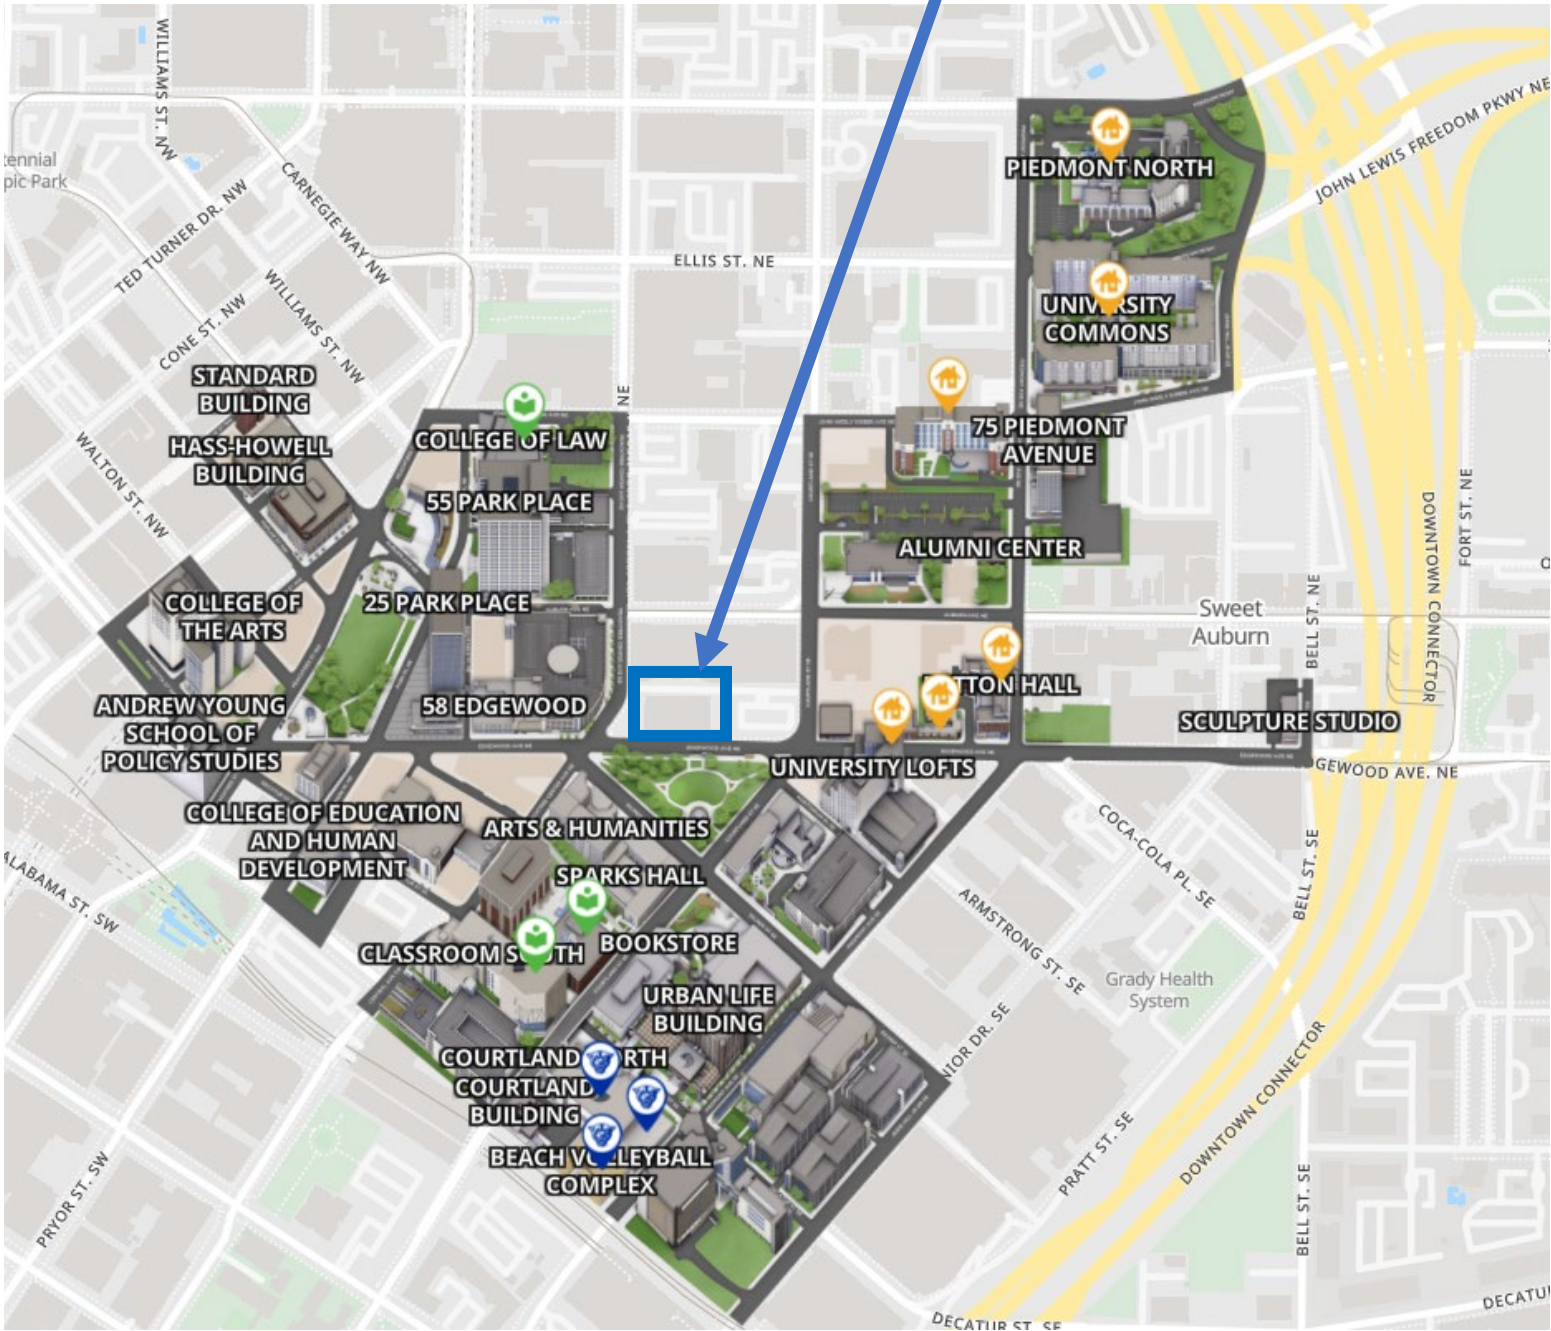 WILLIAMS ST. NW
JOHN LEWIS FREEDOM PKWY NE
PIEDMONT NORTH
CARNEGIE WAY NW
TED TURNER DR. NW
ELLIS ST. NE
UNIVERSITY
COMMONS
WILLIAMS ST. NW
CONE ST. NW
STANDARD
BUILDING
NE
HASS-HOWELL
BUILDING
COLLEGE OF LAW
75 PIEDMONT
AVENUE
WALTON ST. NW
55 PARK PLACE
FORT ST. NE
DOWNTOWN CONNECTOR
ALUMNI CENTER
COLLEGE OF
THE ARTS
25 PARK PLACE
Sweet
Auburn
BELL ST. NE
ANDREW YOUNG
SCHOOL OF
POLICY STUDIES
58 EDGEWOOD
TTON HALL
SCULPTURE STUDIO
UNIVERSITY LOFTS
GEWOOD AVE. NE
COLLEGE OF EDUCATION
AND HUMAN
DEVELOPMENT
ARTS & HUMANITIES
COCA-COLA PL. SE
SPARKS HALL
BELL ST. SE
ALABAMA ST. SW
ARMSTRONG ST. SE
CLASSROOM S TH
BOOKSTORE
Grady Health
System
URBAN LIFE
BUILDING
NIOR DR. SE
COURTLAND RTH
COURTLAND
BUILDING
DOWNTOWN CONNECTOR
BEACH V LLEYBALL
COMPLEX
PRATT ST. SE
PRYOR ST. SW
BELL ST. SE
DECATUR ST. SE
DECATU